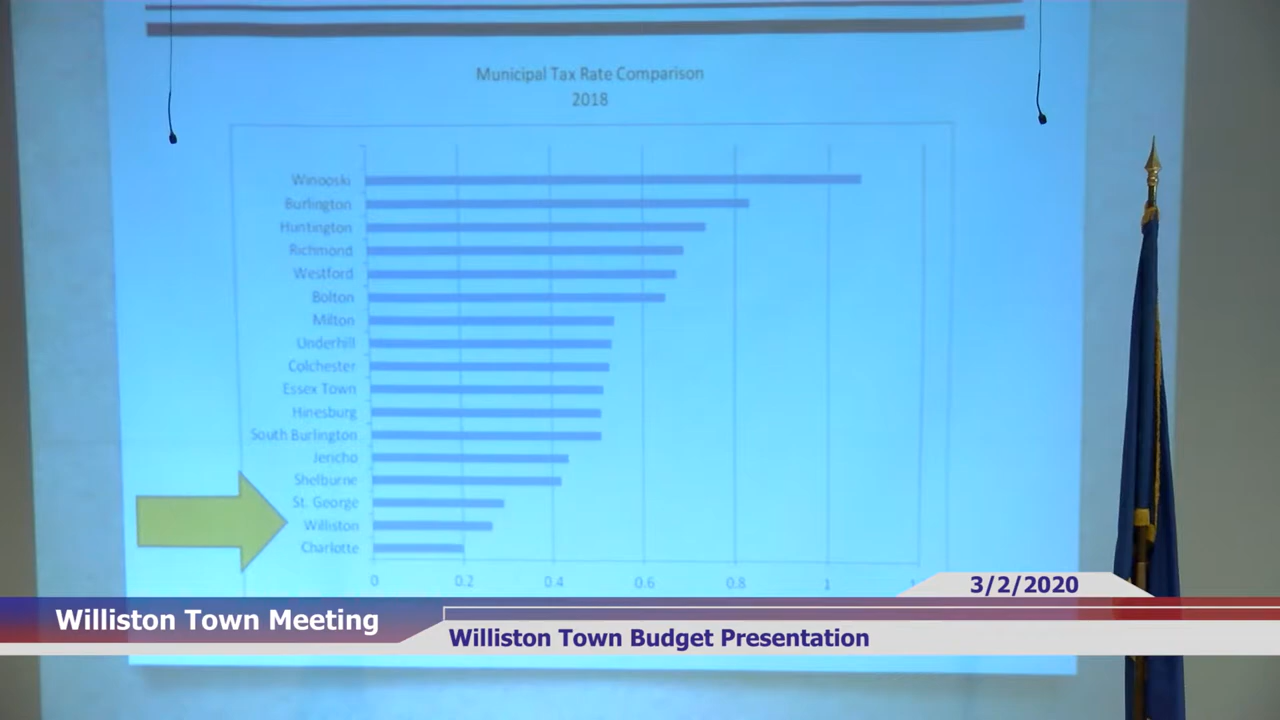 Municipal Tax Rate Comparison
2018
Winooski
Burlington
Huntington
Richmond
Westford
Bolton
Milton
Underhill
Colchester
Essex Town
Hinesburg
South Burlington
Jericho
Shelburne
St. George
Williston
Charlotte
0 0.2 0.4 0.6 0.8 1
3/2/2020
Williston Town Meeting
Williston Town Budget Presentation